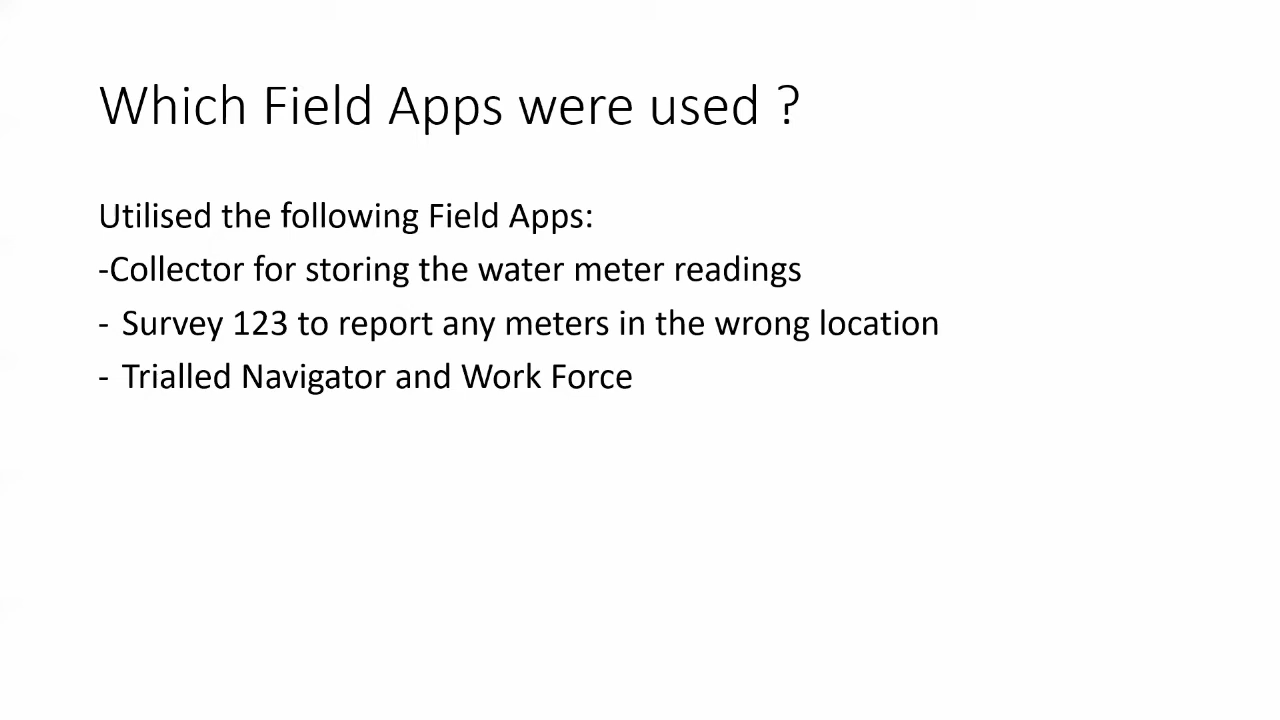 Which Field Apps were used ?
Utilised the following Field Apps:
-Collector for storing the water meter readings
- Survey 123 to report any meters in the wrong location
- Trialled Navigator and Work Force